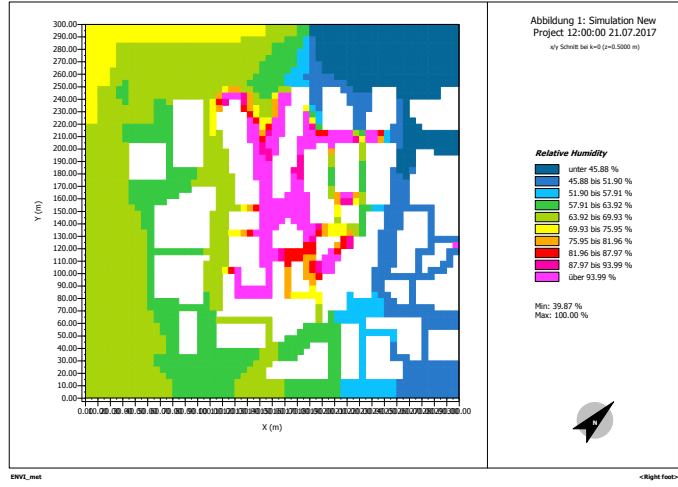 Abbildung 1: Simulation New
Project 12:00:00 21.07.2017
x/y Schnitt bei k=0 (z=0.5000 m)
300.00
290.00
280.00
270.00
260.00
250.00
240.00
230.00
220.00
210.00
200.00
190.00
180.00
170.00
160.00
150.00
140.00
130.00
120.00
110.00
100.00
90.00
80.00
70.00
60.00
50.00
40.00
30.00
20.00
10.00
0.00
Y (m)
X (m)
Relative Humidity
unter 45.88 %
45.88 bis 51.90 %
51.90 bis 57.91 %
57.91 bis 63.92 %
63.92 bis 69.93 %
69.93 bis 75.95 %
75.95 bis 81.96 %
81.96 bis 87.97 %
87.97 bis 93.99 %
über 93.99 %
Min: 39.87 %
Max: 100.00 %
N
ENVI_met
<Right foot>